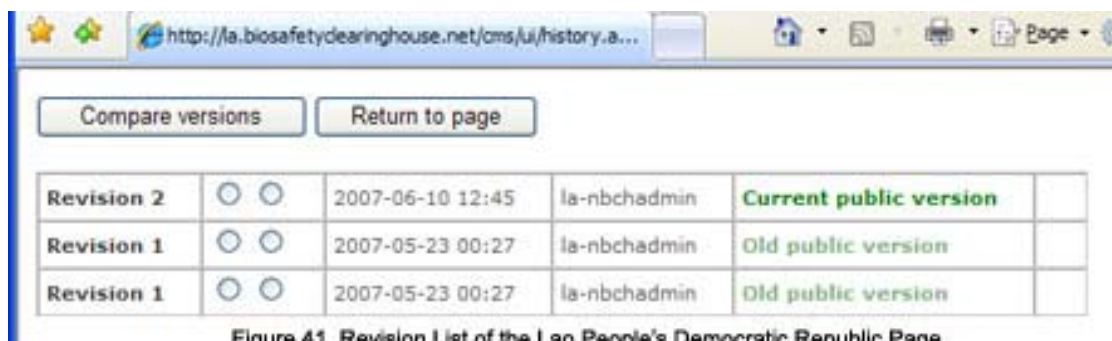 http://la.biosafetyclearinghouse.net/cms/ui/history.a...
Page
Compare versions Return to page
Revision 2 2007-06-10 12:45 la-nbchadmin Current public version
Revision 1 2007-05-23 00:27 la-nbchadmin Old public version
Revision 1 2007-05-23 00:27 la-nbchadmin Old public version
Figure 41. Revision List of the Lao People's Democratic Republic Page